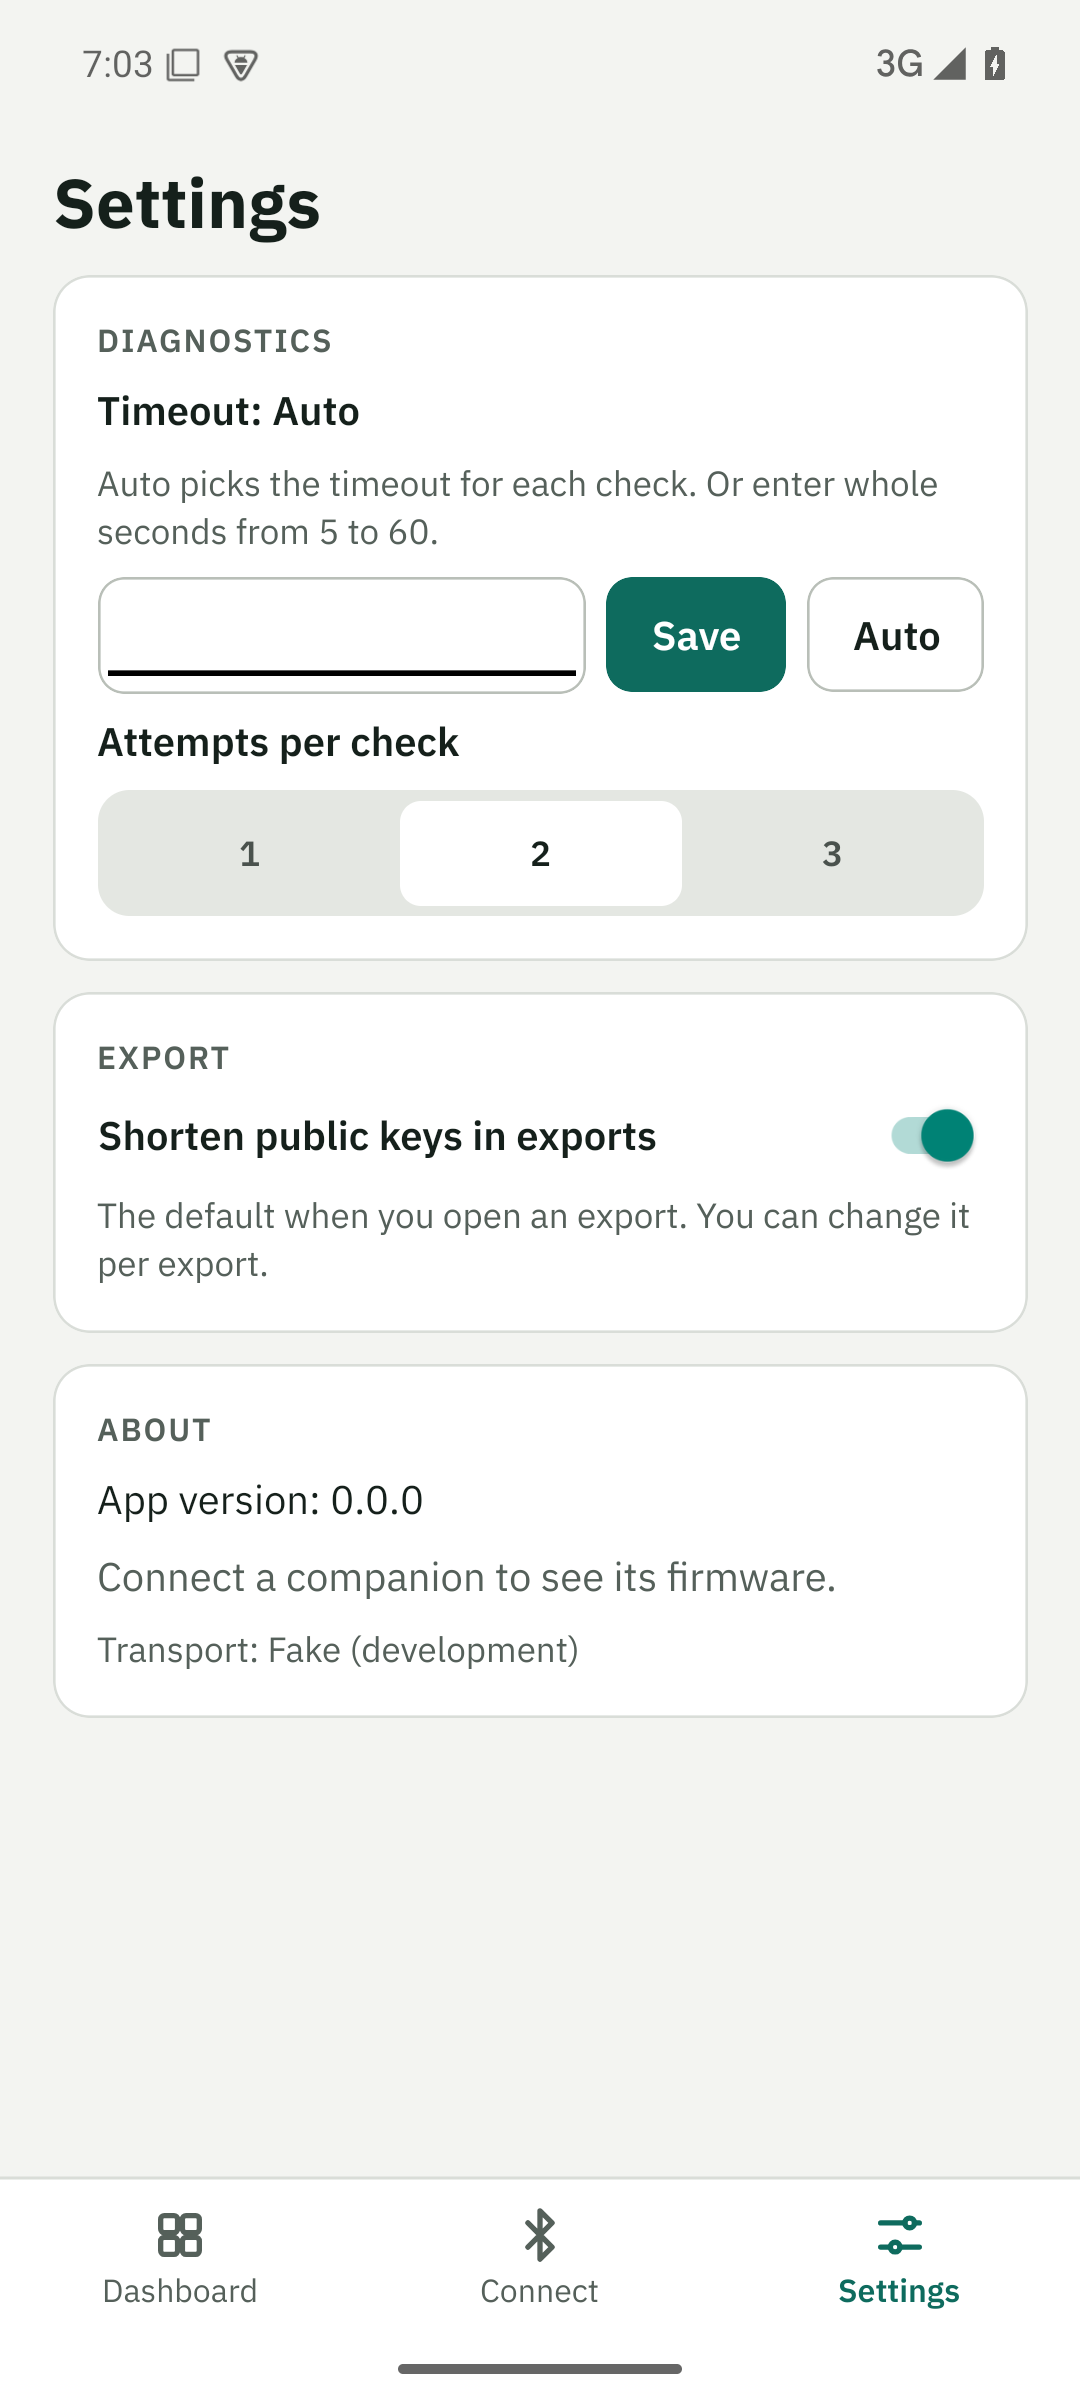 7:03
3G
Settings
DIAGNOSTICS
Timeout: Auto
Auto picks the timeout for each check. Or enter whole
seconds from 5 to 60.
Save
Auto
Attempts per check
1
2
3
EXPORT
Shorten public keys in exports
The default when you open an export. You can change it
per export.
ABOUT
App version: 0.0.0
Connect a companion to see its firmware.
Transport: Fake (development)
Dashboard
Connect
Settings